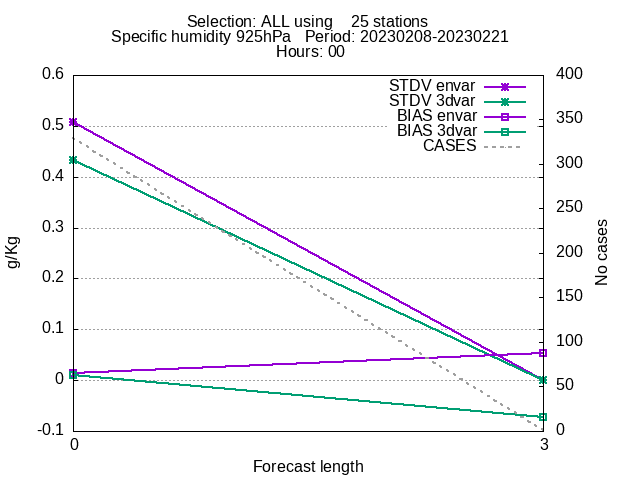 Selection: ALL using    25 stations
Specific humidity 925hPa   Period: 20230208-20230221
Hours: 00
0.6
0.5
0.4
0.3
0.2
0.1
0
-0.1
g/Kg
STDV envar
STDV 3dvar
BIAS envar
BIAS 3dvar
CASES
400
350
300
250
200
150
100
50
0
No cases
0
3
Forecast length